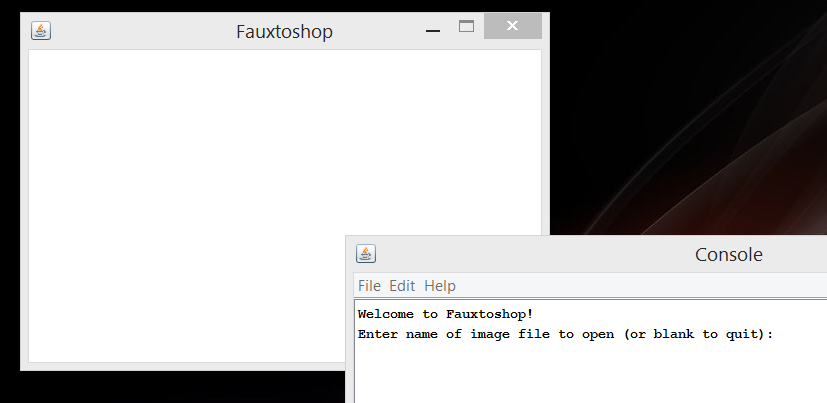 Fauxtoshop
Console
File Edit Help
Welcome to Fauxtoshop!
Enter name of image file to open (or blank to quit):